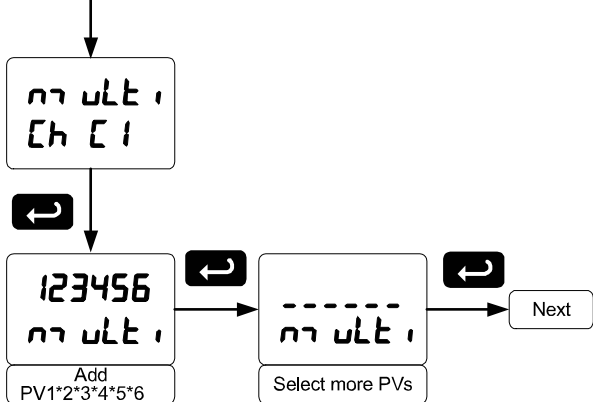 multi
Ch C1
123456
multi
Add
PV1*2*3*4*5*6
------
multi
Select more PVs
Next